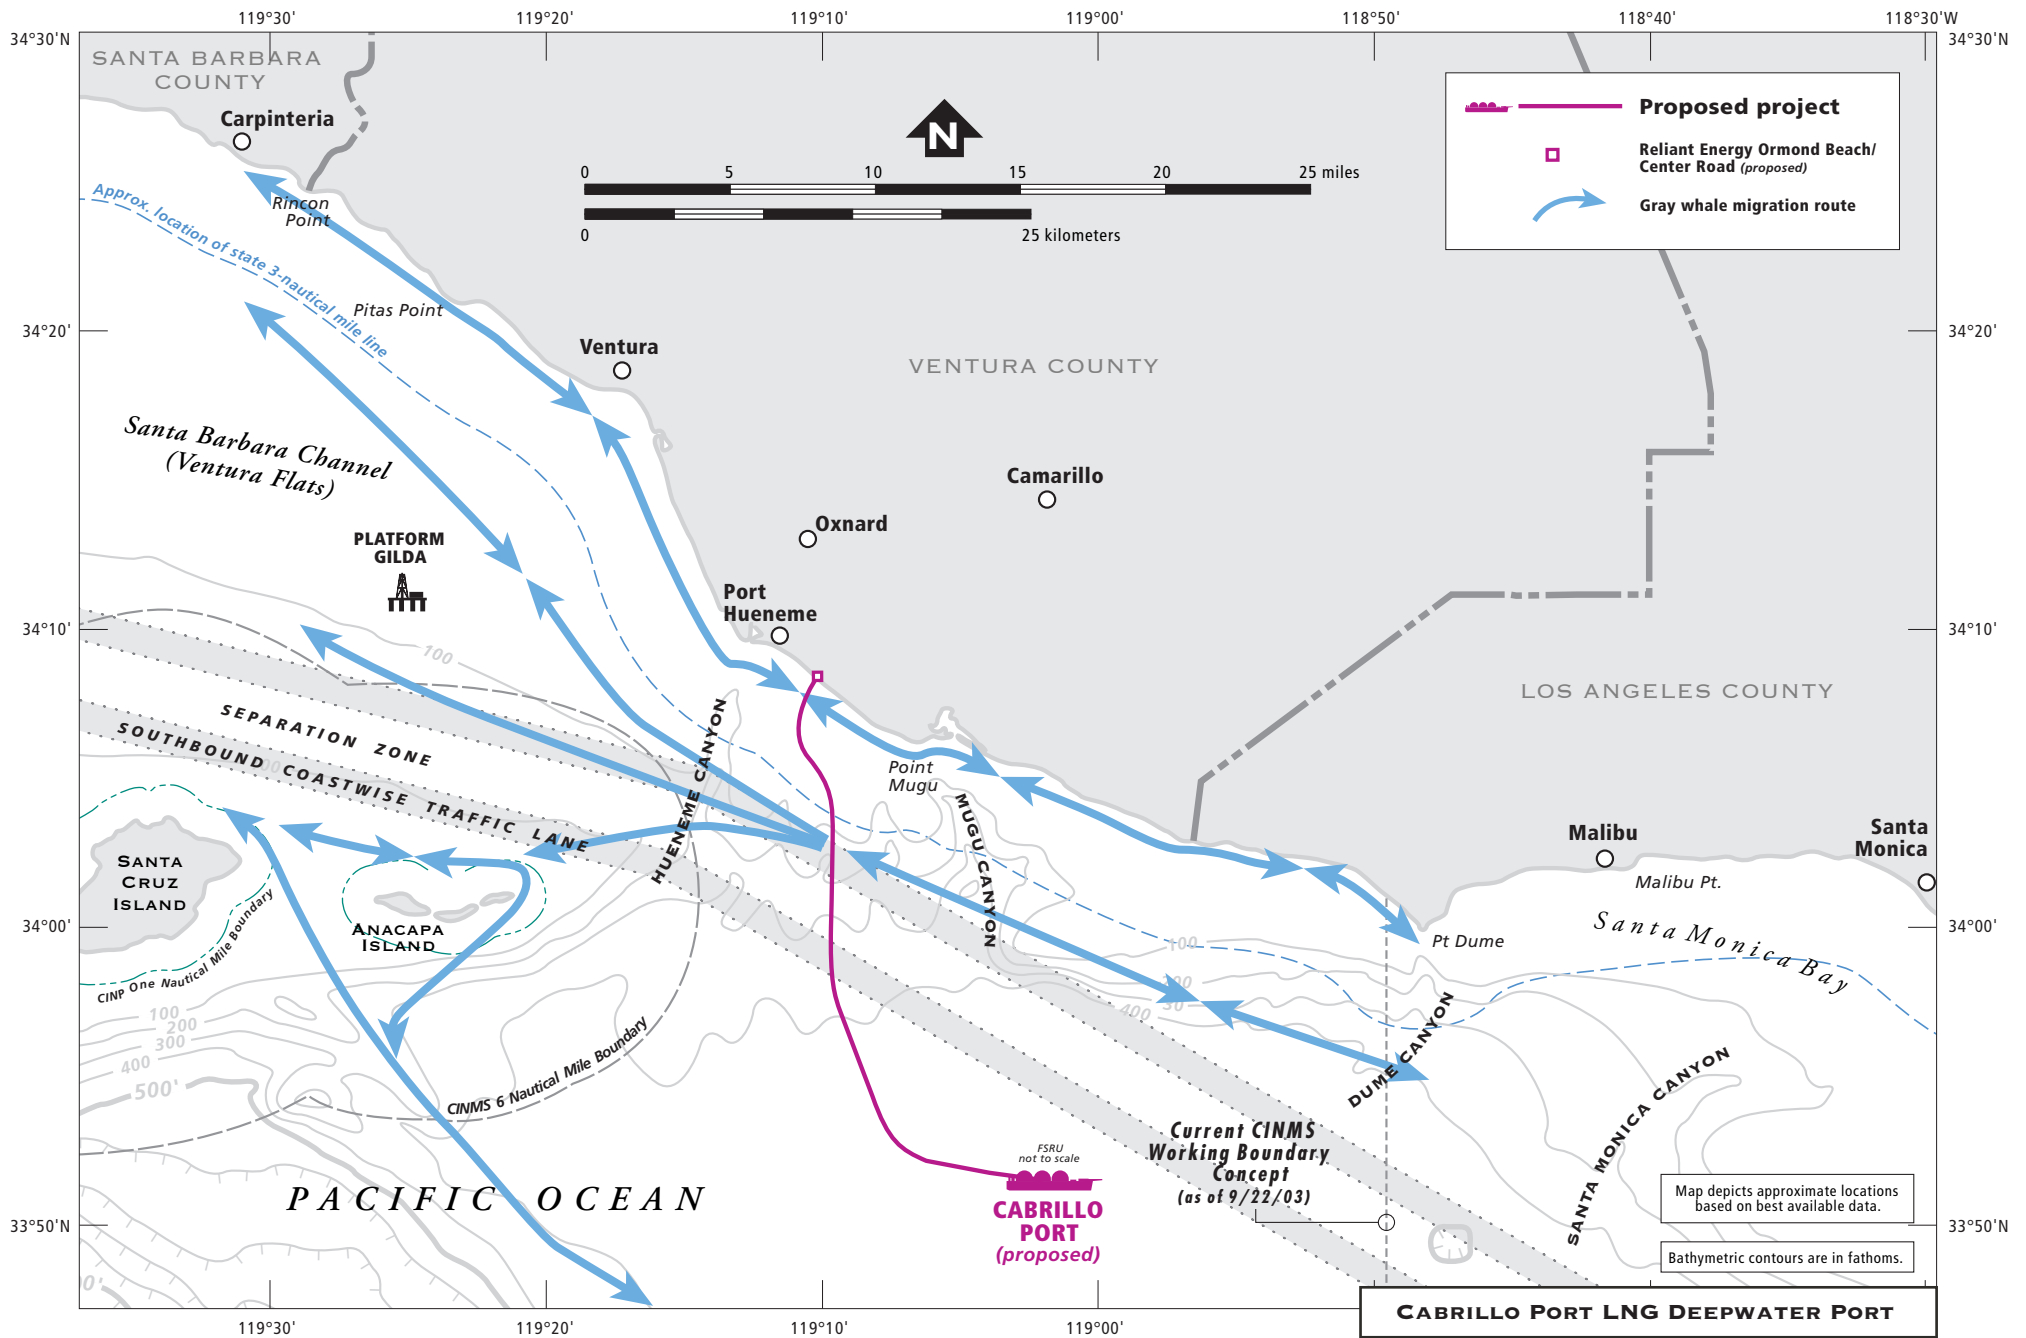 119°30'
119°20'
119°10'
119°00'
118°50'
118°40'
118°30'W
34°30'N
34°30'N
SANTA BARBARA
COUNTY
Carpinteria
N
0
5
10
15
20
25 miles
0
25 kilometers
Proposed project
Reliant Energy Ormond Beach/
Center Road (proposed)
Gray whale migration route
Approx. location of state 3-nautical mile line
Rincon
Point
Pitas Point
34°20'
34°20'
Ventura
VENTURA COUNTY
Santa Barbara Channel
(Ventura Flats)
Camarillo
Oxnard
PLATFORM
GILDA
Port
Hueneme
34°10'
34°10'
100
LOS ANGELES COUNTY
SEPARATION ZONE
SOUTHBOUND COASTWISE TRAFFIC LANE
HUENEME CANYON
Point
Mugu
MUGU CANYON
Malibu
Santa
Monica
Malibu Pt.
SANTA
CRUZ
ISLAND
ANACAPA
ISLAND
34°00'
34°00'
Pt Dume
Santa Monica Bay
CINP One Nautical Mile Boundary
100
200
30
400
100
200
300
400
500'
DUME CANYON
CINMS 6 Nautical Mile Boundary
SANTA MONICA CANYON
FSRU
not to scale
Current CINMS
Working Boundary
Concept
(as of 9/22/03)
PACIFIC OCEAN
CABRILLO
PORT
(proposed)
33°50'N
33°50'N
Map depicts approximate locations
based on best available data.
Bathymetric contours are in fathoms.
CABRILLO PORT LNG DEEPWATER PORT
119°30'
119°20'
119°10'
119°00'